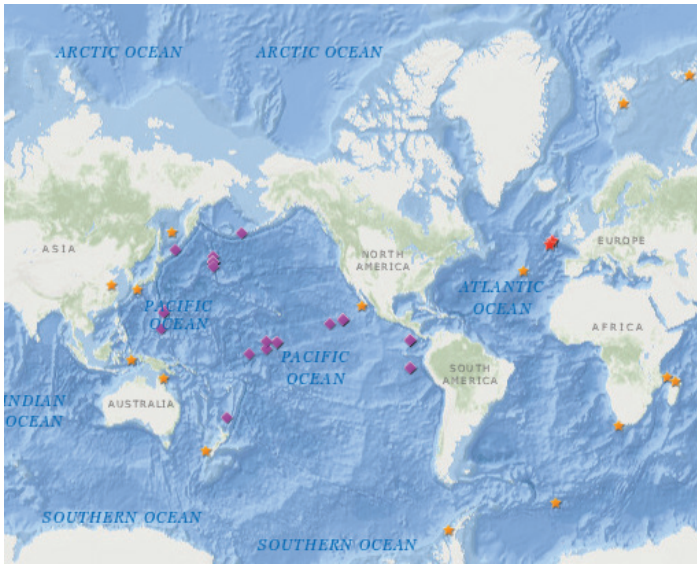 ARCTIC OCEAN
ARCTIC OCEAN
ASIA
NORTH
AMERICA
EUROPE
ATLANTIC
OCEAN
PACIFIC
OCEAN
AFRICA
PACIFIC
OCEAN
SOUTH
AMERICA
INDIAN
OCEAN
AUSTRALIA
SOUTHERN OCEAN
SOUTHERN OCEAN